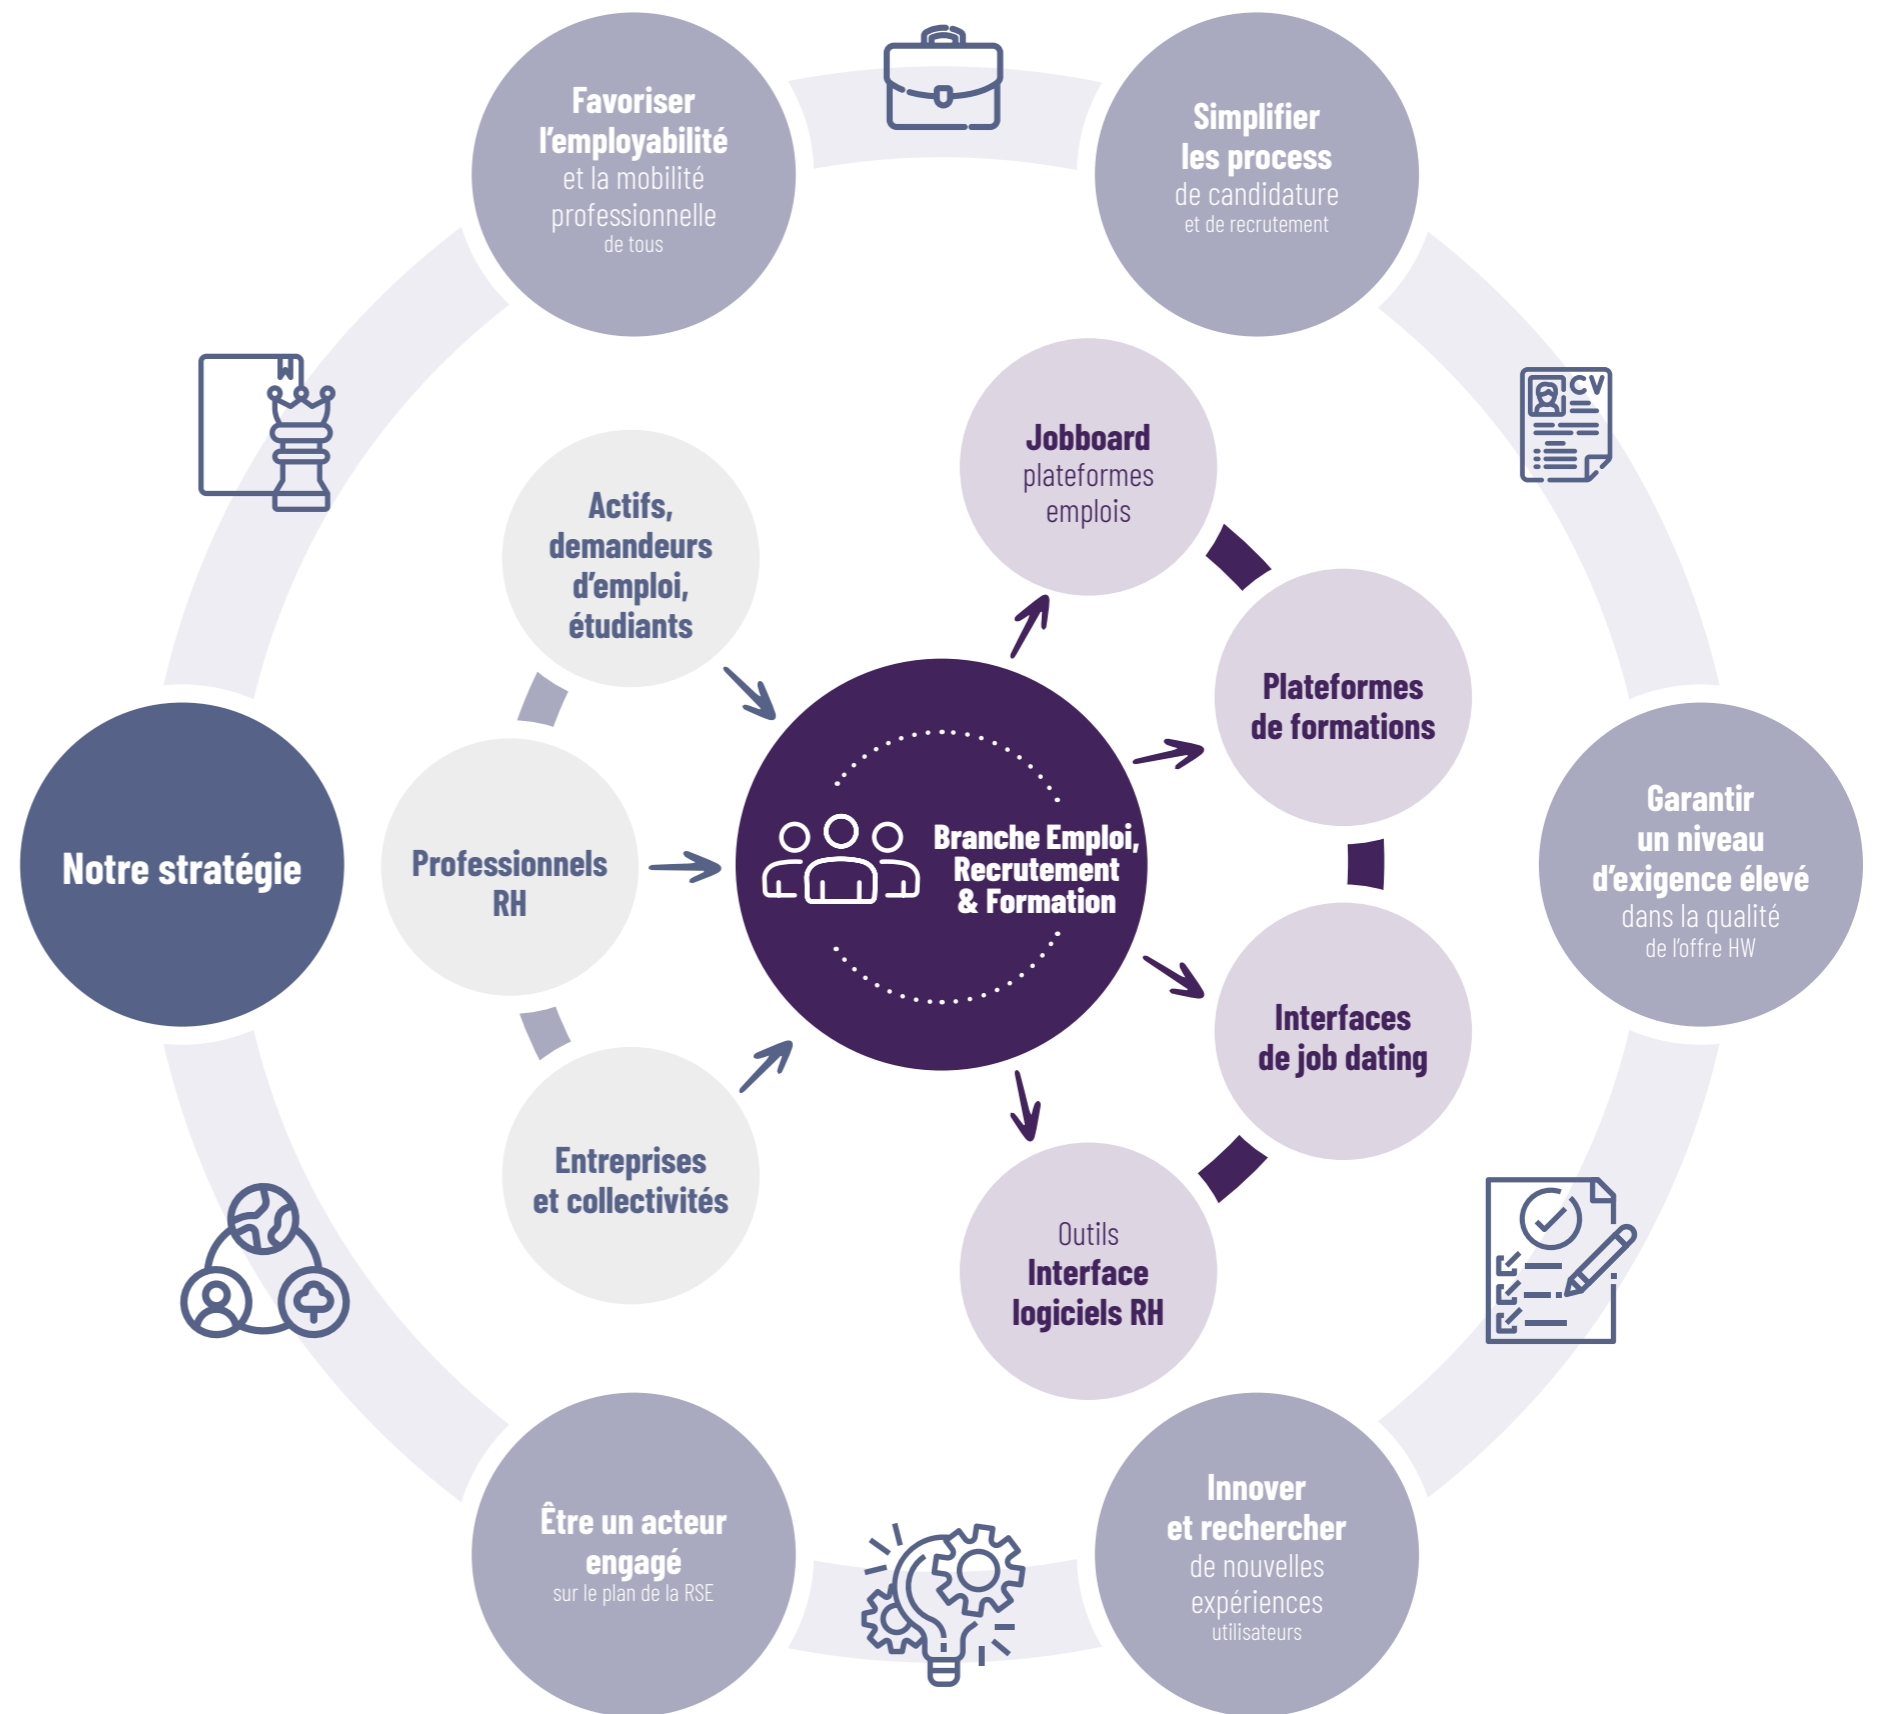 Favoriser
l'employabilité
et la mobilité
professionnelle
de tous
Simplifier
les process
de candidature
et de recrutement
CV
Jobboard
plateformes
emplois
Actifs,
demandeurs
d'emploi,
étudiants
Plateformes
de formations
Notre stratégie
Professionnels
RH
Branche Emploi,
Recrutement
& Formation
Garantir
un niveau
d'exigence élevé
dans la qualité
de l'offre HW
Interfaces
de job dating
Entreprises
et collectivités
Outils
Interface
logiciels RH
Être un acteur
engagé
sur le plan de la RSE
Innover
et rechercher
de nouvelles
expériences
utilisateurs